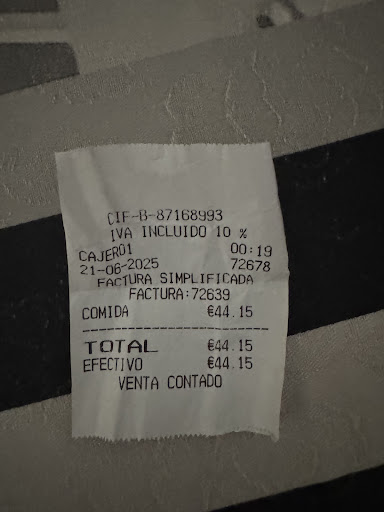 CIF-B-87168993
IVA INCLUIDO 10 %
CAJERO1 00:19
21-06-2025 72678
FACTURA SIMPLIFICADA
FACTURA:72639
COMIDA €44.15
TOTAL €44.15
EFECTIVO €44.15
VENTA CONTADO